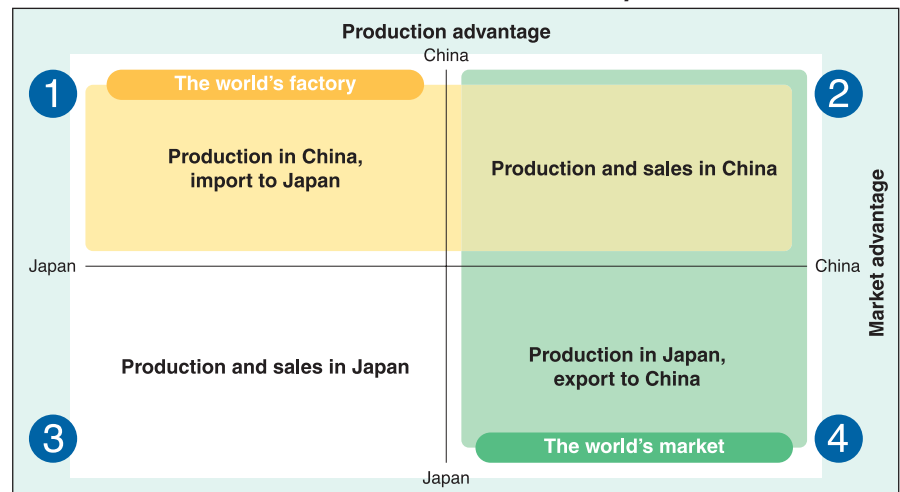 Production advantage
China
1
The world's factory
2
Production in China,
import to Japan
Production and sales in China
Market advantage
Japan
China
Production and sales in Japan
Production in Japan,
export to China
3
The world's market
4
Japan